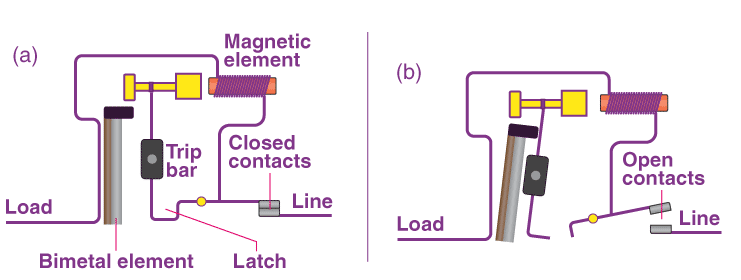 (a)
Magnetic
element
Trip
bar
Closed
contacts
Load
Line
Bimetal element
Latch
(b)
Open
contacts
Load
Line